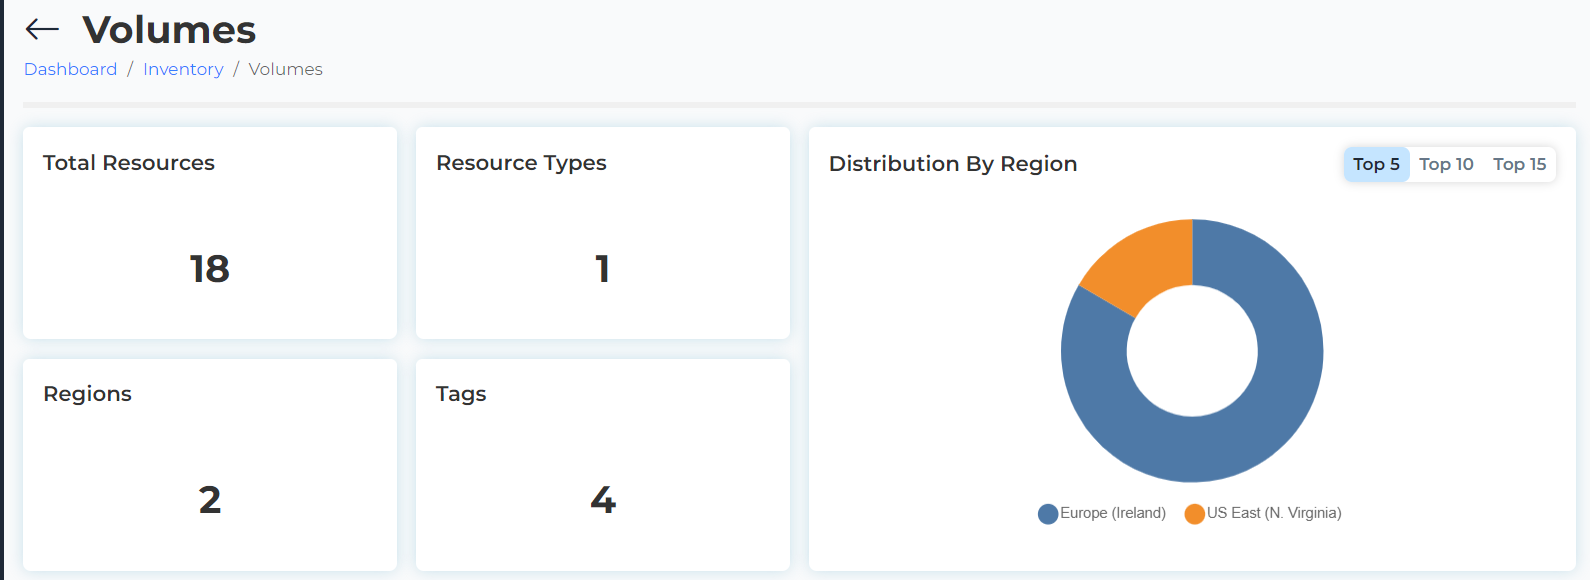 Volumes
Dashboard / Inventory / Volumes
Total Resources
18
Resource Types
1
Regions
2
Tags
4
Distribution By Region
Top 5 Top 10 Top 15
Europe (Ireland) US East (N. Virginia)